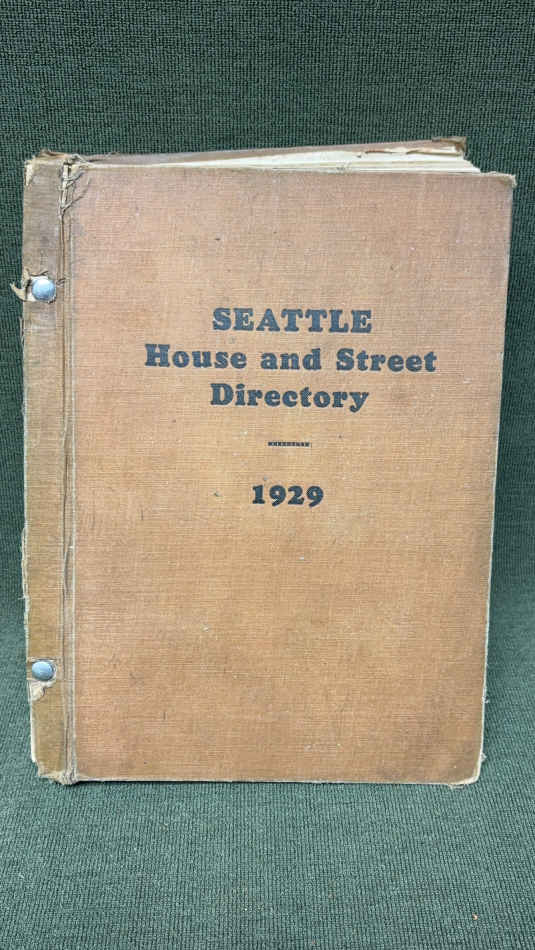 SEATTLE
House and Street
Directory
1929